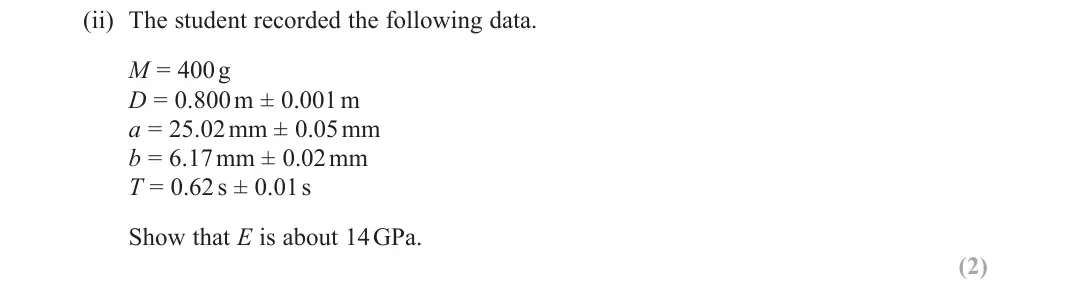 (ii) The student recorded the following data.
M = 400 g
D = 0.800 m ± 0.001 m
a = 25.02 mm ± 0.05 mm
b = 6.17 mm ± 0.02 mm
T = 0.62 s ± 0.01 s
Show that E is about 14 GPa.
(2)